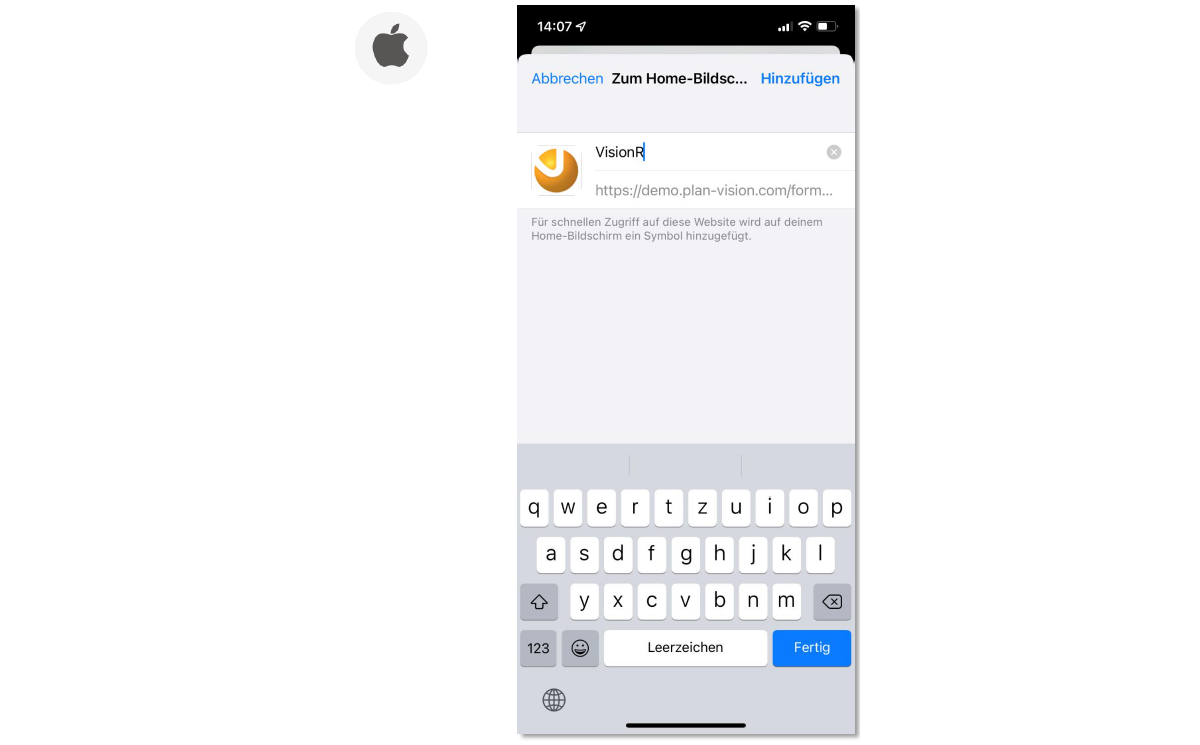 14:07
Abbrechen Zum Home-Bildsc... Hinzufügen
VisionR
https://demo.plan-vision.com/form...
Für schnellen Zugriff auf diese Website wird auf deinem
Home-Bildschirm ein Symbol hinzugefügt.
q w e r t z u i o p
a s d f g h j k l
y x c v b n m
123 Leerzeichen Fertig